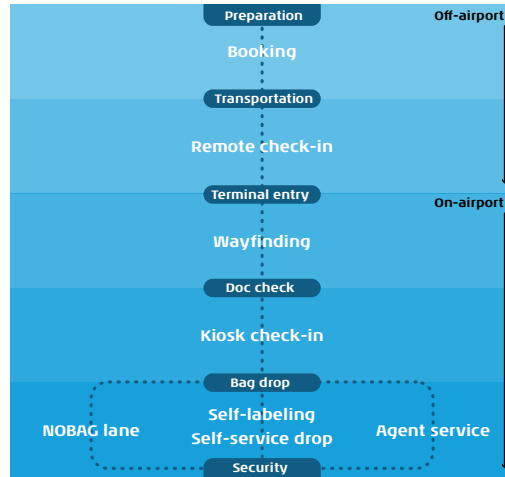 Preparation
Off-airport
Booking
Transportation
Remote check-in
Terminal entry
On-airport
Wayfinding
Doc check
Kiosk check-in
Bag drop
NOBAG lane
Self-labeling
Self-service drop
Agent service
Security